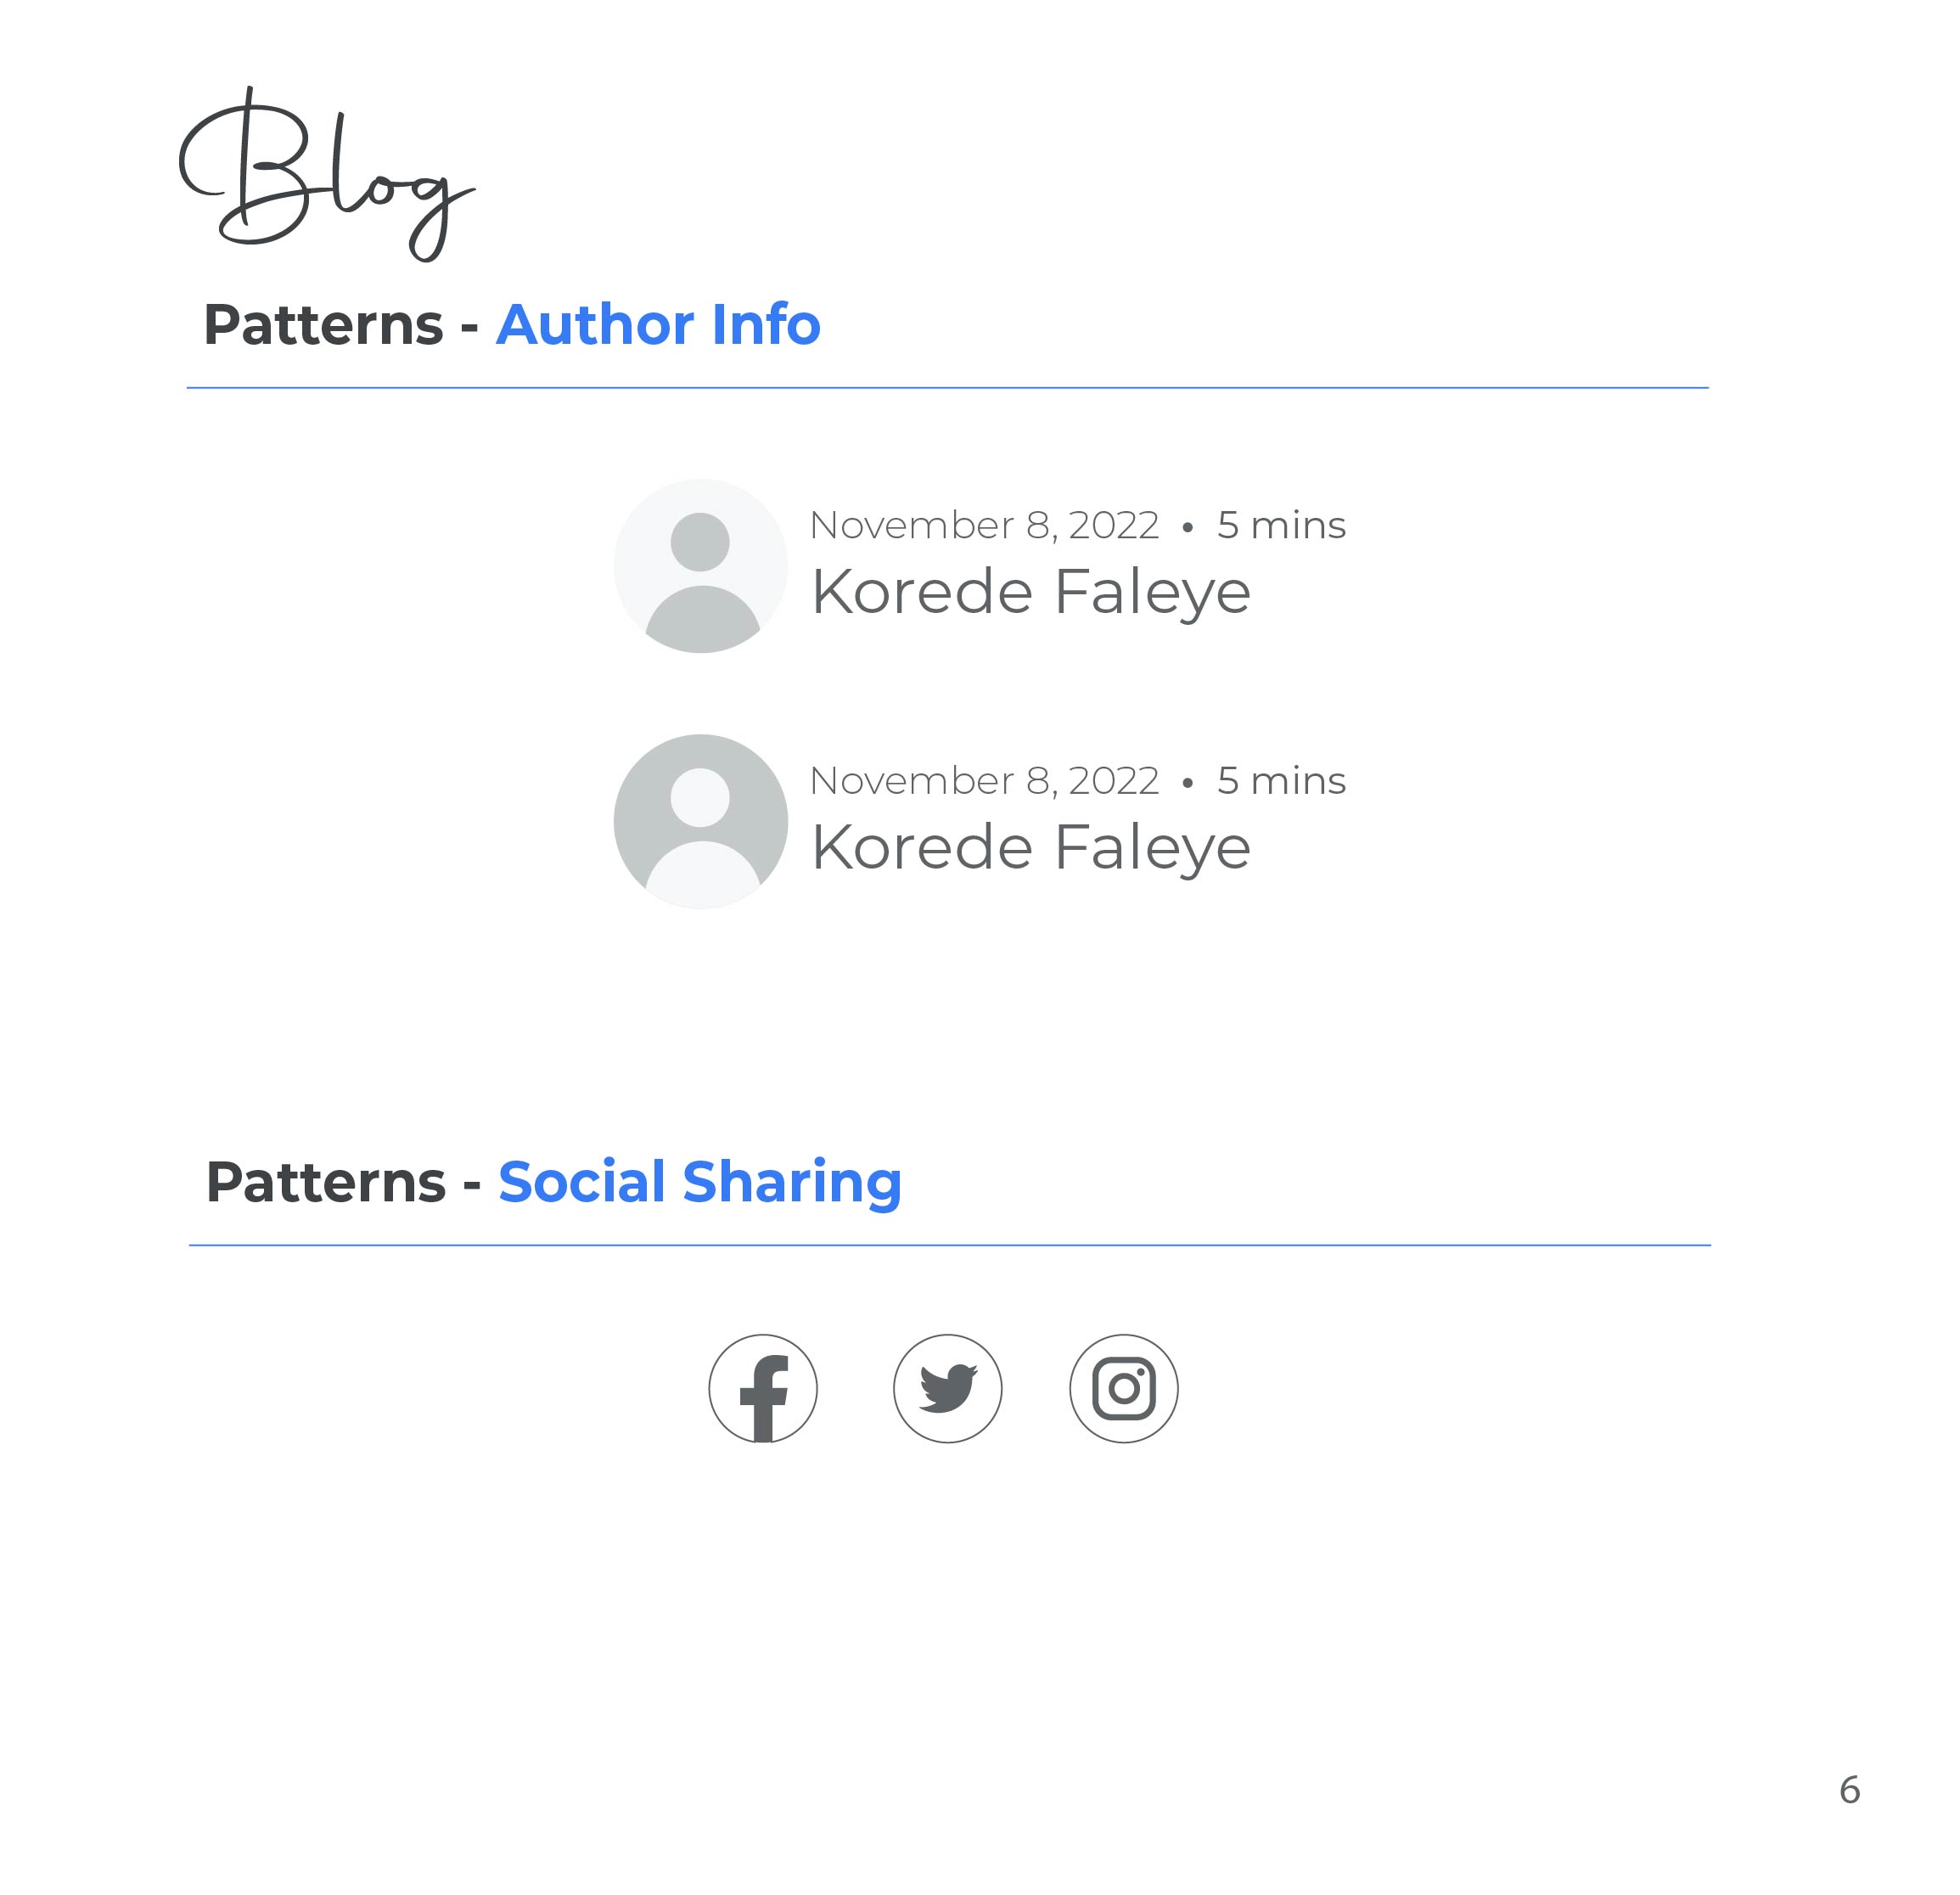 Blog
Patterns - Author Info
November 8, 2022 • 5 mins
Korede Faleye
November 8, 2022 • 5 mins
Korede Faleye
Patterns - Social Sharing
6